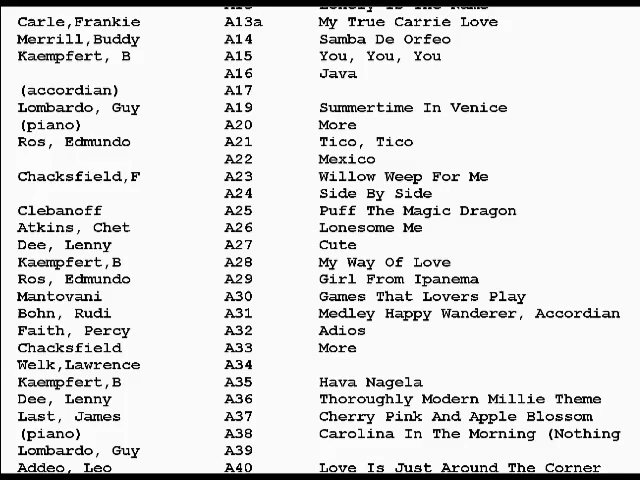 A13 Lonely Is The Name
Carle,Frankie A13a My True Carrie Love
Merrill,Buddy A14 Samba De Orfeo
Kaempfert, B A15 You, You, You
A16 Java
(accordian) A17
Lombardo, Guy A19 Summertime In Venice
(piano) A20 More
Ros, Edmundo A21 Tico, Tico
A22 Mexico
Chacksfield,F A23 Willow Weep For Me
A24 Side By Side
Clebanoff A25 Puff The Magic Dragon
Atkins, Chet A26 Lonesome Me
Dee, Lenny A27 Cute
Kaempfert,B A28 My Way Of Love
Ros, Edmundo A29 Girl From Ipanema
Mantovani A30 Games That Lovers Play
Bohn, Rudi A31 Medley Happy Wanderer, Accordian
Faith, Percy A32 Adios
Chacksfield A33 More
Welk,Lawrence A34
Kaempfert,B A35 Hava Nagela
Dee, Lenny A36 Thoroughly Modern Millie Theme
Last, James A37 Cherry Pink And Apple Blossom
(piano) A38 Carolina In The Morning (Nothing
Lombardo, Guy A39
Addeo, Leo A40 Love Is Just Around The Corner